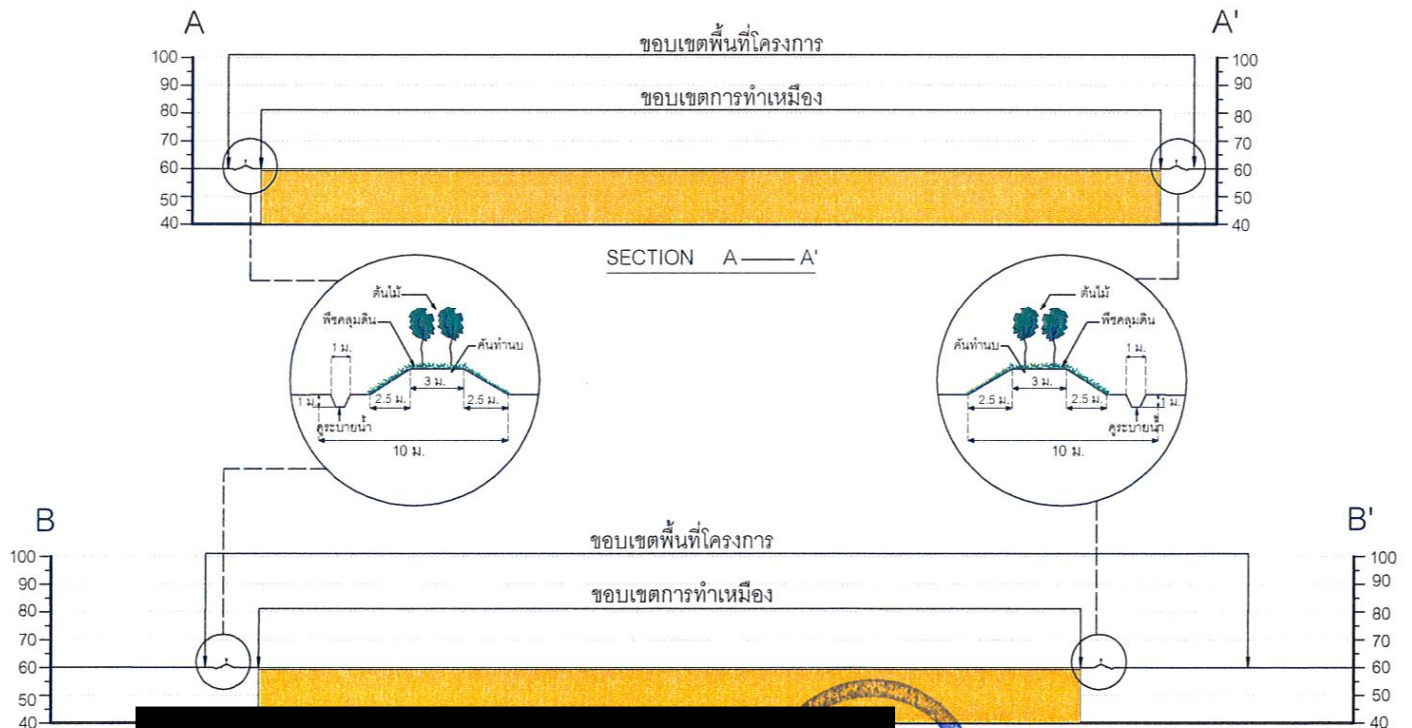 A A'
ขอบเขตพื้นที่โครงการ
100 100
90 90
ขอบเขตการทำเหมือง
80 80
70 70
60 60
50 50
40 40
SECTION A —— A'
ต้นไม้ ต้นไม้
พืชคลุมดิน พืชคลุมดิน
1 ม. คันทำนบ คันทำนบ 1 ม.
3 ม. 3 ม.
1 ม. 2.5 ม. 2.5 ม. 2.5 ม. 2.5 ม. 1 ม.
คูระบายน้ำ คูระบายน้ำ
10 ม. 10 ม.
B B'
ขอบเขตพื้นที่โครงการ
100 100
90 90
ขอบเขตการทำเหมือง
80 80
70 70
60 60
50 50
40 40